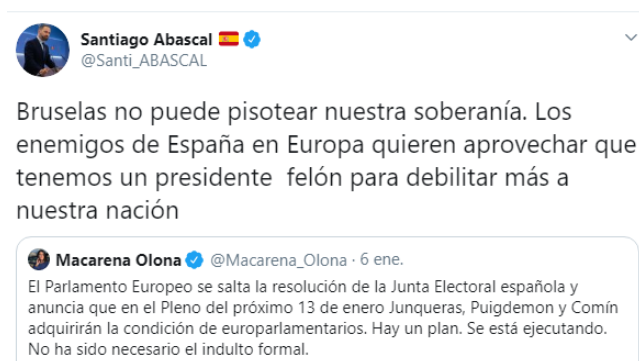 Santiago Abascal
@Santi_ABASCAL
Bruselas no puede pisotear nuestra soberanía. Los
enemigos de España en Europa quieren aprovechar que
tenemos un presidente  felón para debilitar más a
nuestra nación
Macarena Olona @Macarena_Olona · 6 ene.
El Parlamento Europeo se salta la resolución de la Junta Electoral española y
anuncia que en el Pleno del próximo 13 de enero Junqueras, Puigdemon y Comín
adquirirán la condición de europarlamentarios. Hay un plan. Se está ejecutando.
No ha sido necesario el indulto formal.